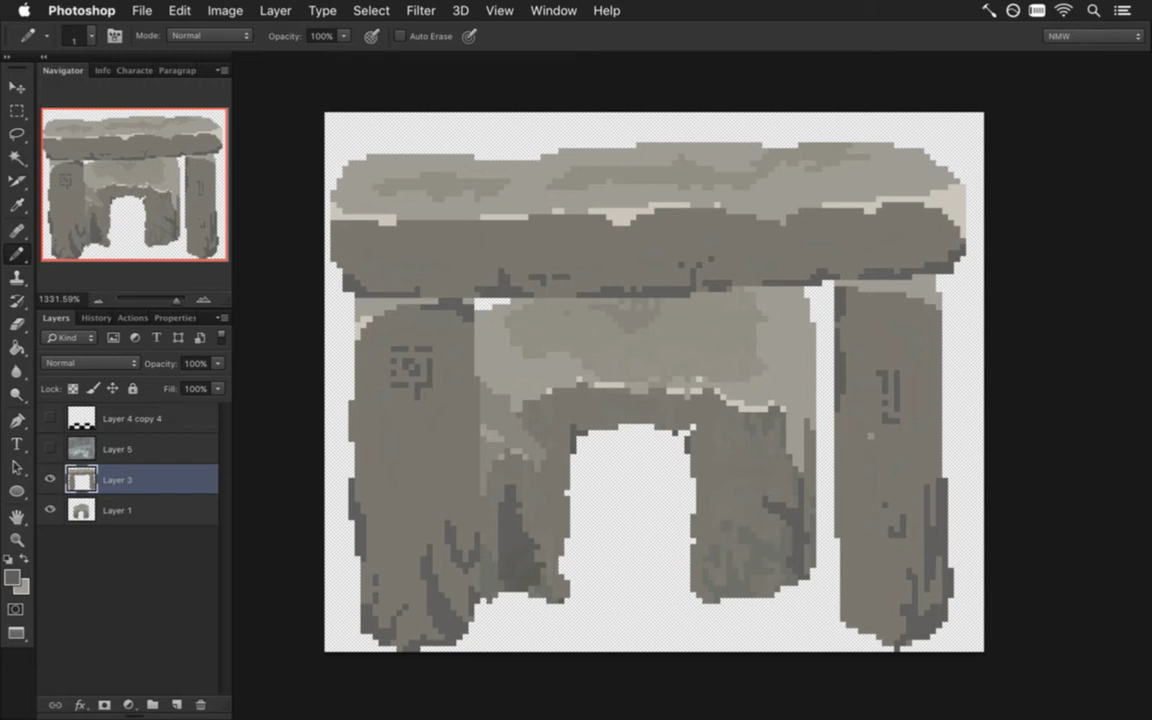 Photoshop File Edit Image Layer Type Select Filter 3D View Window Help
1 Mode: Normal Opacity: 100% Auto Erase NMW
Navigator Info Characte Paragrap
1331.59%
Layers History Actions Properties
Kind
Normal Opacity: 100%
Lock: Fill: 100%
Layer 4 copy 4
Layer 5
Layer 3
Layer 1
fx